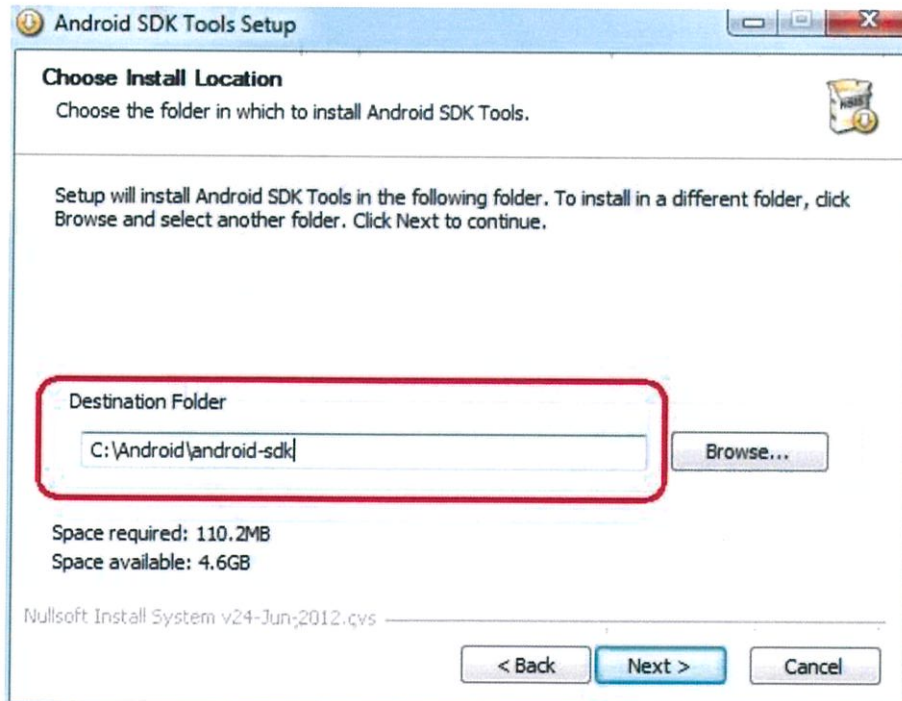 Android SDK Tools Setup
Choose Install Location
Choose the folder in which to install Android SDK Tools.
Setup will install Android SDK Tools in the following folder. To install in a different folder, click
Browse and select another folder. Click Next to continue.
Destination Folder
C:\Android\android-sdk
Browse...
Space required: 110.2MB
Space available: 4.6GB
Nullsoft Install System v24-Jun-2012.cvs
< Back
Next >
Cancel